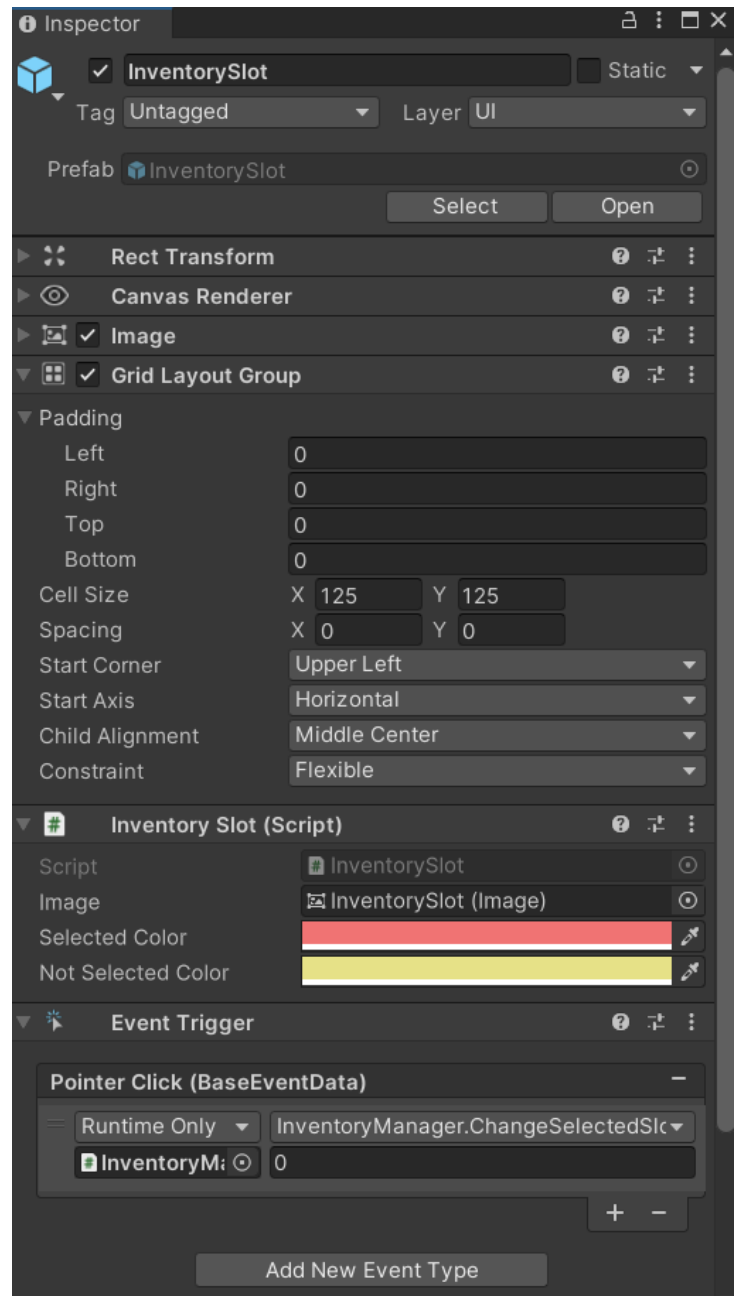 Inspector
InventorySlot Static
Tag Untagged Layer UI
Prefab InventorySlot
Select Open
Rect Transform
Canvas Renderer
Image
Grid Layout Group
Padding
Left 0
Right 0
Top 0
Bottom 0
Cell Size X 125 Y 125
Spacing X 0 Y 0
Start Corner Upper Left
Start Axis Horizontal
Child Alignment Middle Center
Constraint Flexible
# Inventory Slot (Script)
Script # InventorySlot
Image InventorySlot (Image)
Selected Color
Not Selected Color
Event Trigger
Pointer Click (BaseEventData)
Runtime Only InventoryManager.ChangeSelectedSlo
# InventoryMa 0
Add New Event Type